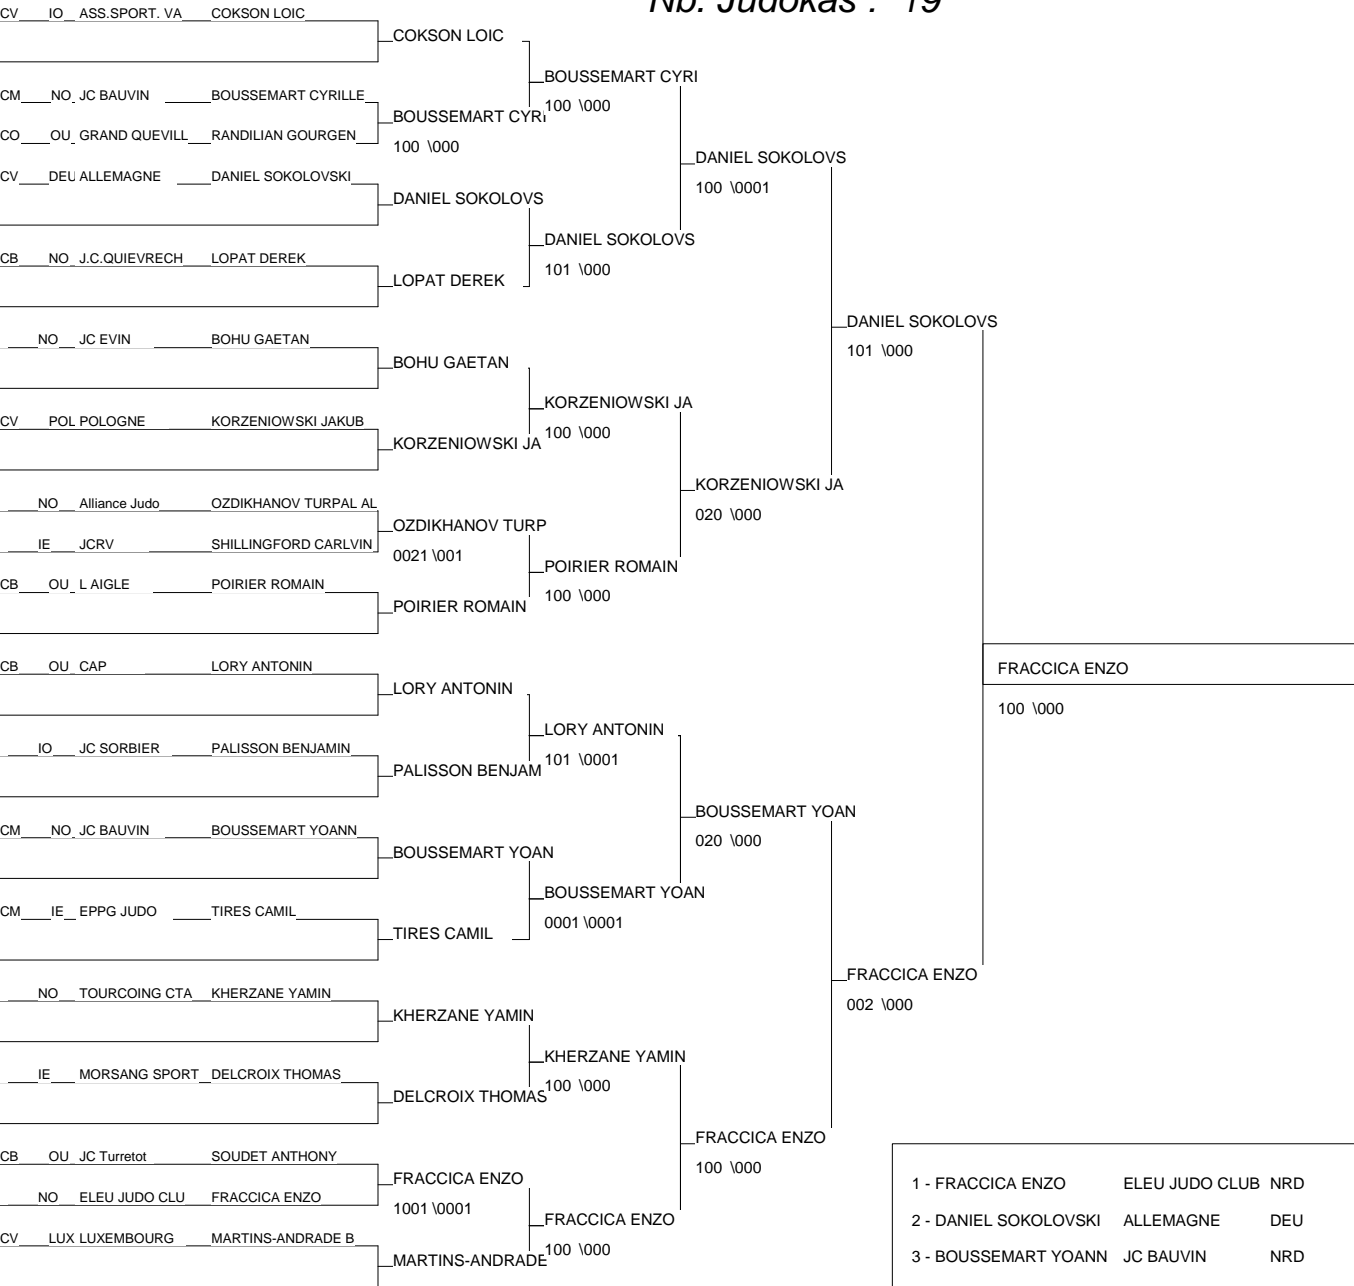 Nb. Judokas : 19
CV IO ASS.SPORT. VA COKSON LOIC
COKSON LOIC
BOUSSEMART CYRI
100 \000
CM NO JC BAUVIN BOUSSEMART CYRILLE
BOUSSEMART CYRI
100 \000
CO OU GRAND QUEVILL RANDILIAN GOURGEN
DANIEL SOKOLOVS
100 \0001
CV DEU ALLEMAGNE DANIEL SOKOLOVSKI
DANIEL SOKOLOVS
DANIEL SOKOLOVS
101 \000
CB NO J.C.QUIEVRECH LOPAT DEREK
LOPAT DEREK
DANIEL SOKOLOVS
101 \000
NO JC EVIN BOHU GAETAN
BOHU GAETAN
KORZENIOWSKI JA
100 \000
CV POL POLOGNE KORZENIOWSKI JAKUB
KORZENIOWSKI JA
KORZENIOWSKI JA
020 \000
NO Alliance Judo OZDIKHANOV TURPAL AL
OZDIKHANOV TURP
0021 \001
IE JCRV SHILLINGFORD CARLVIN
POIRIER ROMAIN
100 \000
CB OU L AIGLE POIRIER ROMAIN
POIRIER ROMAIN
FRACCICA ENZO
100 \000
CB OU CAP LORY ANTONIN
LORY ANTONIN
LORY ANTONIN
101 \0001
IO JC SORBIER PALISSON BENJAMIN
PALISSON BENJAM
BOUSSEMART YOAN
020 \000
CM NO JC BAUVIN BOUSSEMART YOANN
BOUSSEMART YOAN
BOUSSEMART YOAN
0001 \0001
CM IE EPPG JUDO TIRES CAMIL
TIRES CAMIL
FRACCICA ENZO
002 \000
NO TOURCOING CTA KHERZANE YAMIN
KHERZANE YAMIN
KHERZANE YAMIN
100 \000
IE MORSANG SPORT DELCROIX THOMAS
DELCROIX THOMAS
FRACCICA ENZO
100 \000
CB OU JC Turretot SOUDET ANTHONY
FRACCICA ENZO
1001 \0001
NO ELEU JUDO CLU FRACCICA ENZO
FRACCICA ENZO
100 \000
CV LUX LUXEMBOURG MARTINS-ANDRADE B
MARTINS-ANDRADE
1 - FRACCICA ENZO ELEU JUDO CLUB NRD
2 - DANIEL SOKOLOVSKI ALLEMAGNE DEU
3 - BOUSSEMART YOANN JC BAUVIN NRD